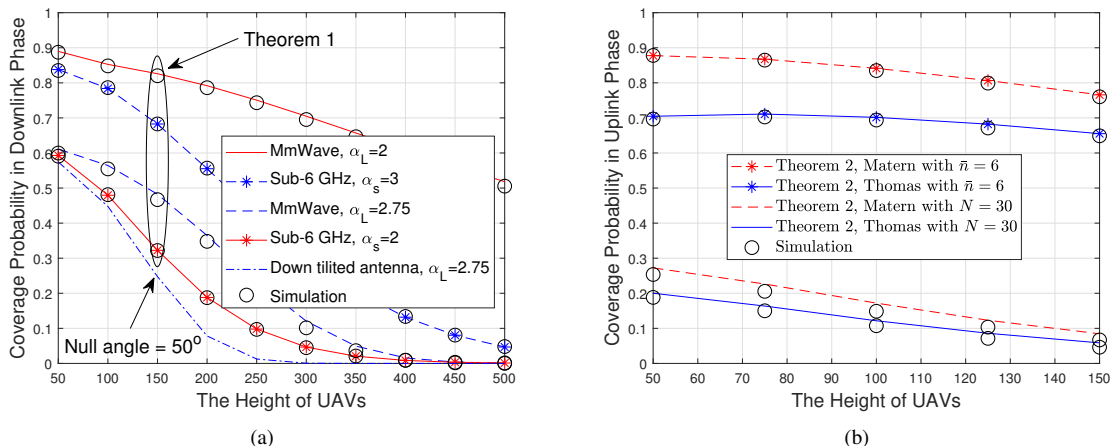 Coverage Probability in Downlink Phase
1
0.9
0.8
0.7
0.6
0.5
0.4
0.3
0.2
0.1
0
Theorem 1
MmWave, α_L=2
Sub-6 GHz, α_s=3
MmWave, α_L=2.75
Sub-6 GHz, α_s=2
Down tilited antenna, α_L=2.75
Simulation
Null angle = 50°
50 100 150 200 250 300 350 400 450 500
The Height of UAVs
(a)
Coverage Probability in Uplink Phase
1
0.9
0.8
0.7
0.6
0.5
0.4
0.3
0.2
0.1
0
Theorem 2, Matern with n̄ = 6
Theorem 2, Thomas with n̄ = 6
Theorem 2, Matern with N = 30
Theorem 2, Thomas with N = 30
Simulation
50 60 70 80 90 100 110 120 130 140 150
The Height of UAVs
(b)